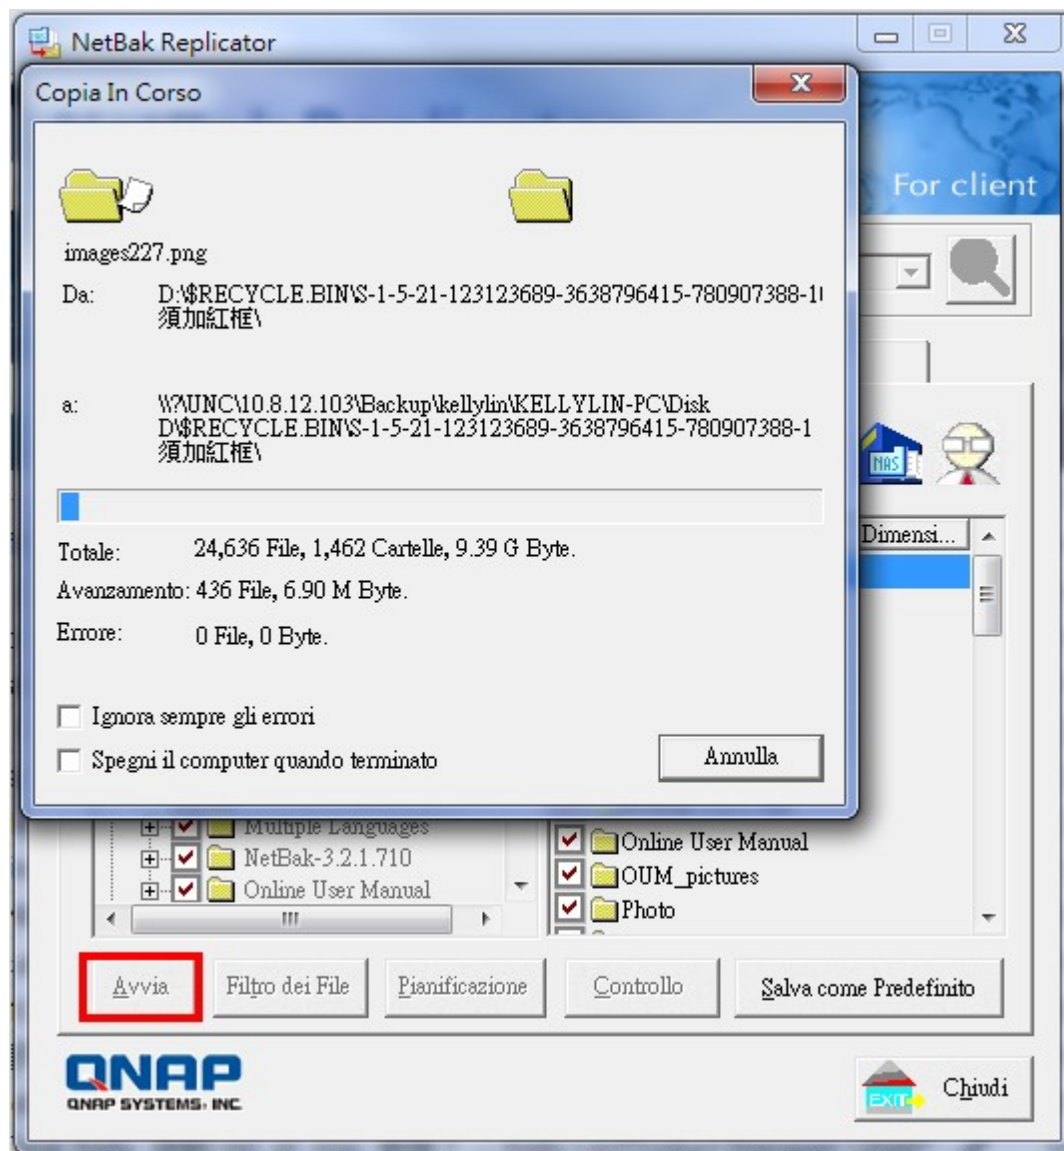 NetBak Replicator
Copia In Corso
For client
images227.png
Da: D:\$RECYCLE.BIN\S-1-5-21-123123689-3638796415-780907388-1
須加紅框\
a: \\?\UNC\10.8.12.103\Backup\kellylin\KELLYLIN-PC\Disk
D\$RECYCLE.BIN\S-1-5-21-123123689-3638796415-780907388-1
須加紅框\
NAS
Dimensi...
Totale: 24,636 File, 1,462 Cartelle, 9.39 G Byte.
Avanzamento: 436 File, 6.90 M Byte.
Errore: 0 File, 0 Byte.
Ignora sempre gli errori
Spegni il computer quando terminato
Annulla
Multiple Languages
NetBak-3.2.1.710
Online User Manual
Online User Manual
OUM_pictures
Photo
Avvia Filtro dei File Pianificazione Controllo Salva come Predefinito
QNAP
QNAP SYSTEMS, INC.
EXIT Chiudi